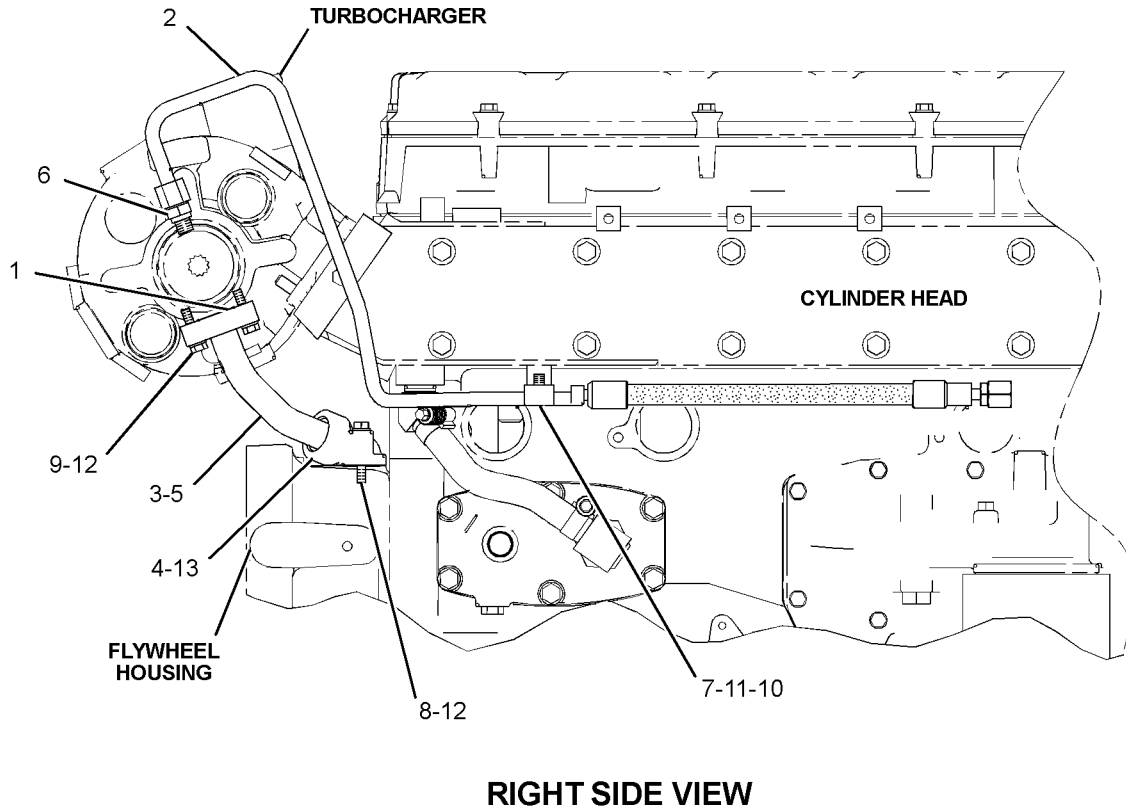 2
TURBOCHARGER
6
1
CYLINDER HEAD
9-12
3-5
4-13
FLYWHEEL
HOUSING
7-11-10
8-12
RIGHT SIDE VIEW